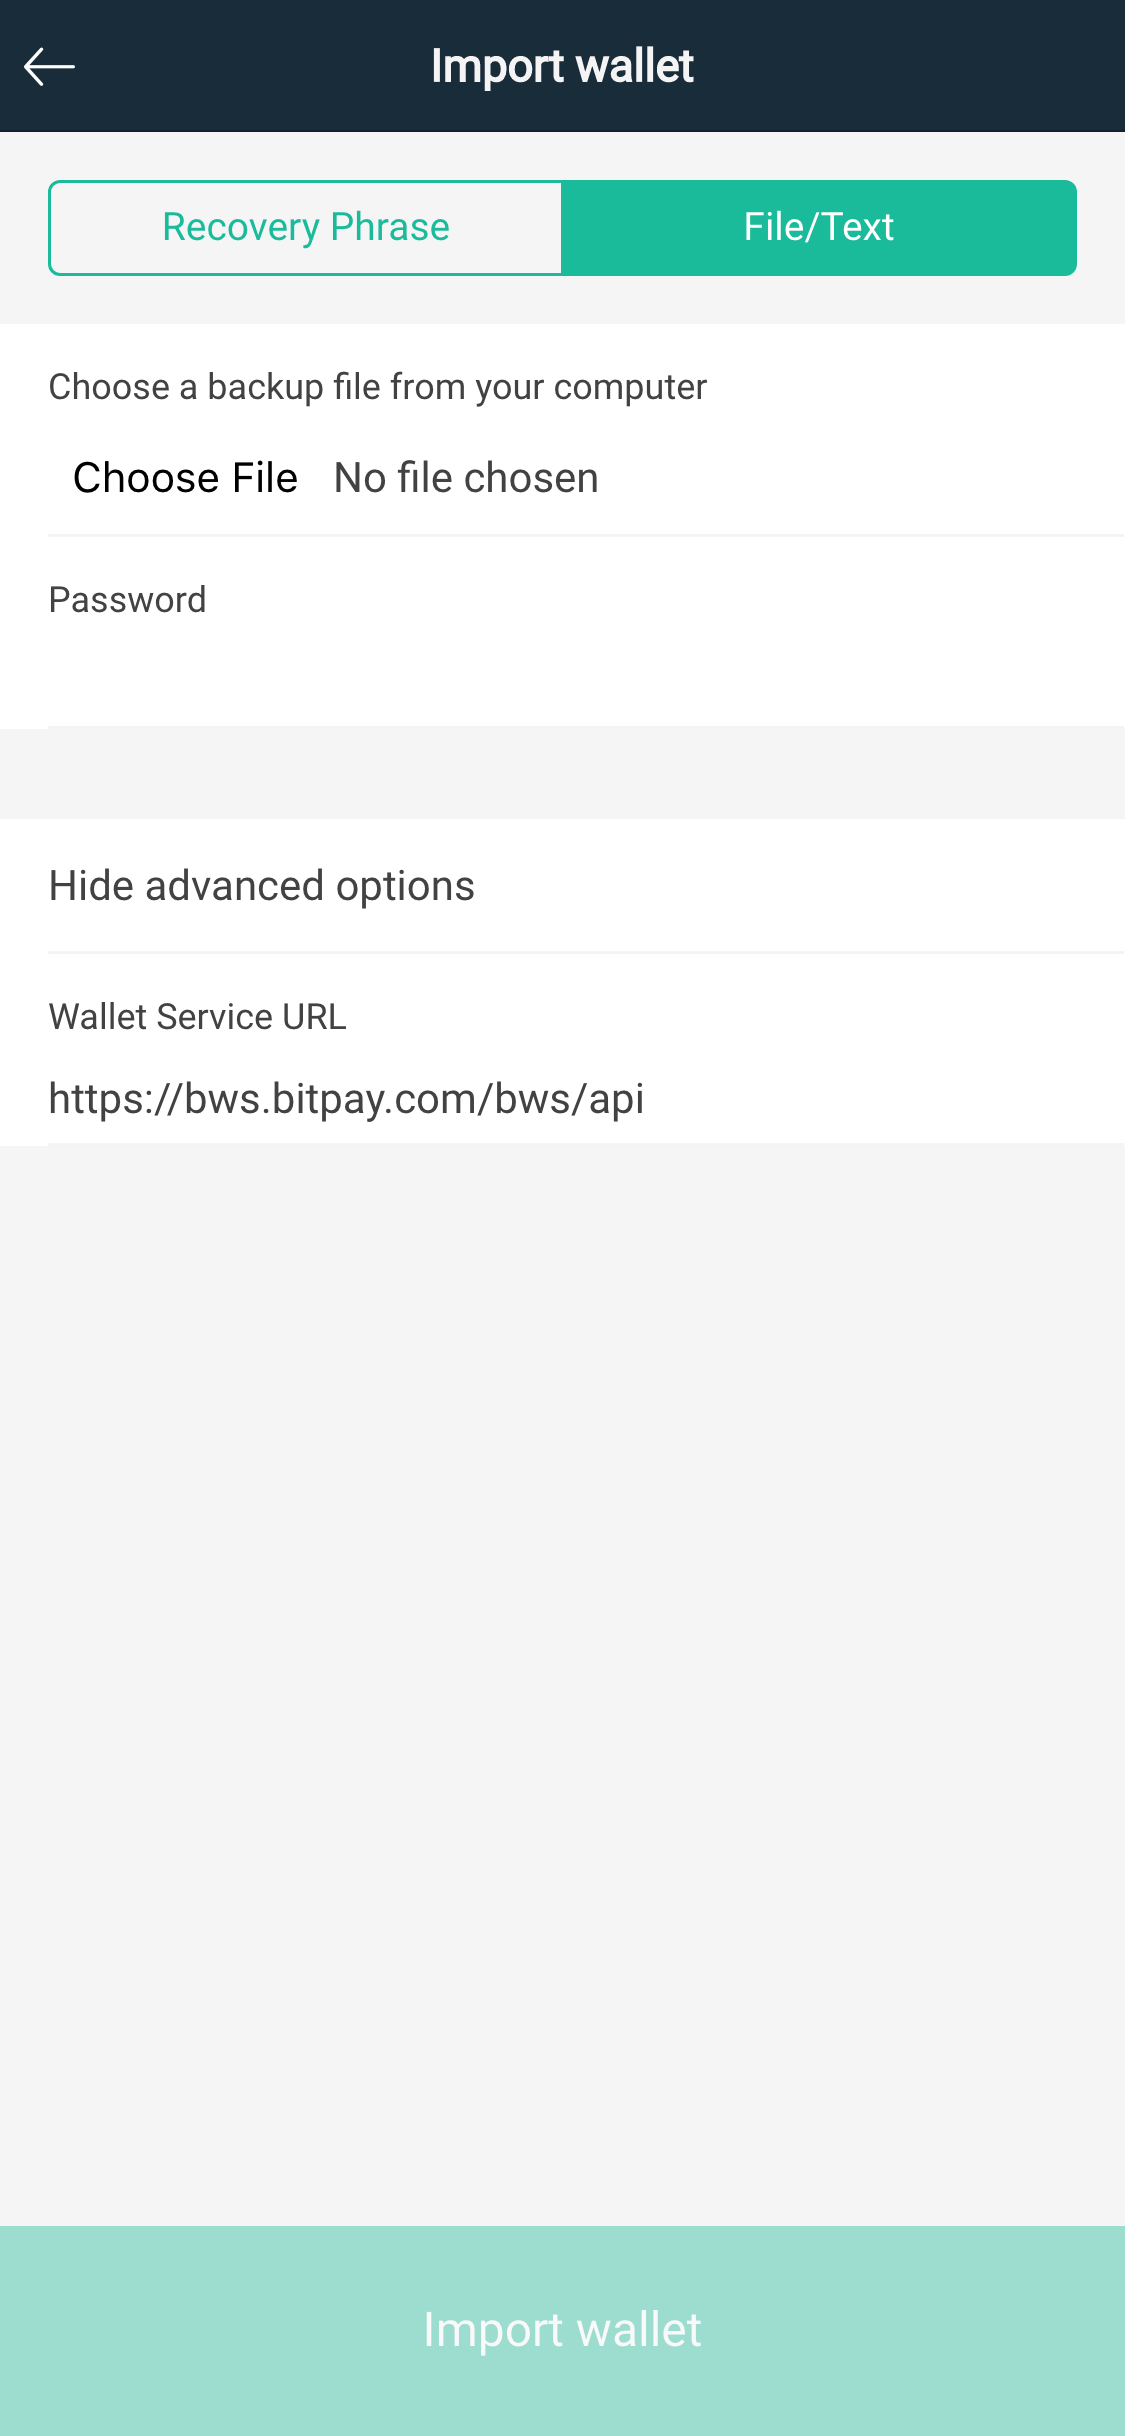 Import wallet
Recovery Phrase
File/Text
Choose a backup file from your computer
Choose File No file chosen
Password
Hide advanced options
Wallet Service URL
https://bws.bitpay.com/bws/api
Import wallet